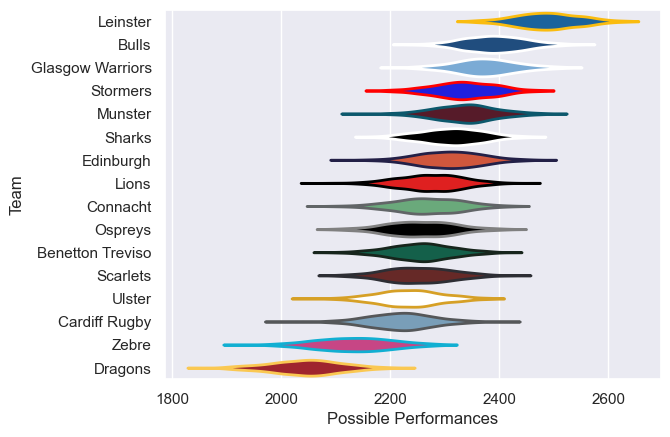 Leinster
Bulls
Glasgow Warriors
Stormers
Munster
Sharks
Edinburgh
Lions
Connacht
Ospreys
Benetton Treviso
Scarlets
Ulster
Cardiff Rugby
Zebre
Dragons
Team
1800 2000 2200 2400 2600
Possible Performances